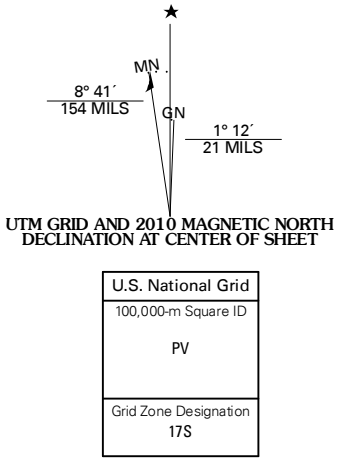 ★
MN
8° 41´
154 MILS
GN
1° 12´
21 MILS
UTM GRID AND 2010 MAGNETIC NORTH
DECLINATION AT CENTER OF SHEET
U.S. National Grid
100,000-m Square ID
PV
Grid Zone Designation
17S